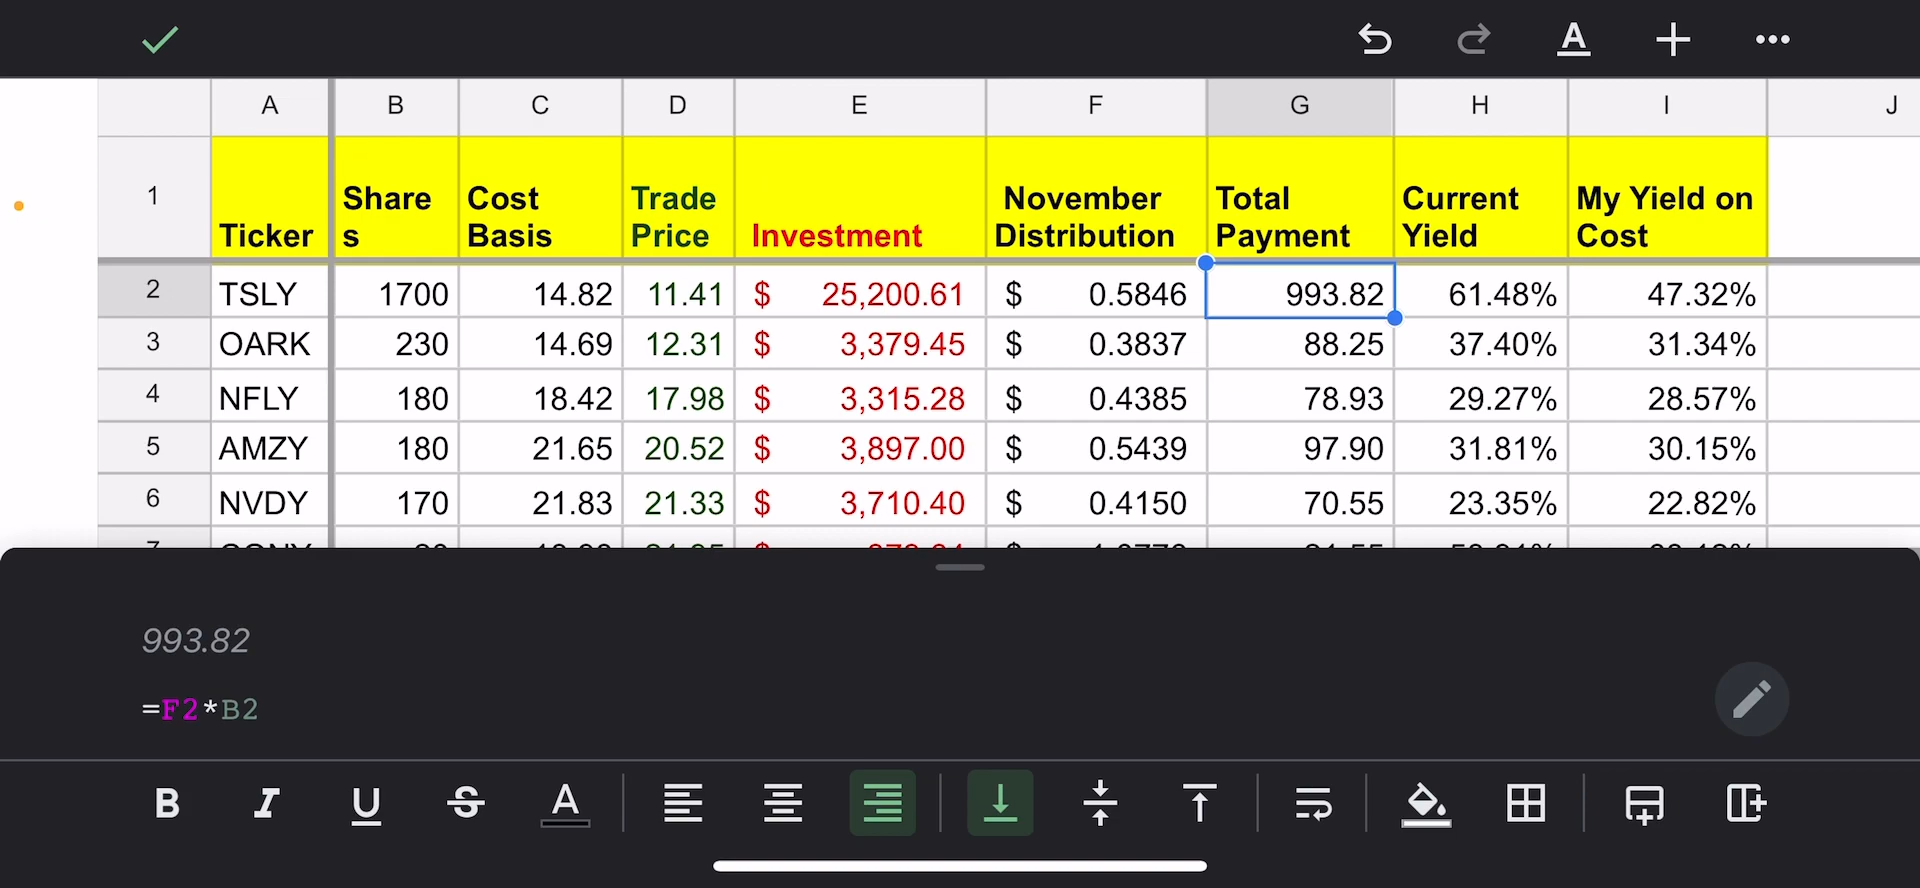 A B C D E F G H I J
1 Ticker Share s Cost Basis Trade Price Investment November Distribution Total Payment Current Yield My Yield on Cost
2 TSLY 1700 14.82 11.41 $ 25,200.61 $ 0.5846 993.82 61.48% 47.32%
3 OARK 230 14.69 12.31 $ 3,379.45 $ 0.3837 88.25 37.40% 31.34%
4 NFLY 180 18.42 17.98 $ 3,315.28 $ 0.4385 78.93 29.27% 28.57%
5 AMZY 180 21.65 20.52 $ 3,897.00 $ 0.5439 97.90 31.81% 30.15%
6 NVDY 170 21.83 21.33 $ 3,710.40 $ 0.4150 70.55 23.35% 22.82%
993.82
=F2*B2
B I U S A